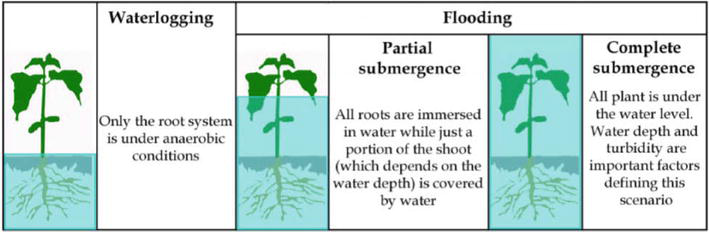 Waterlogging
Only the root system
is under anaerobic
conditions
Flooding
Partial
submergence
All roots are immersed
in water while just a
portion of the shoot
(which depends on the
water depth) is covered
by water
Complete
submergence
All plant is under
the water level.
Water depth and
turbidity are
important factors
defining this
scenario